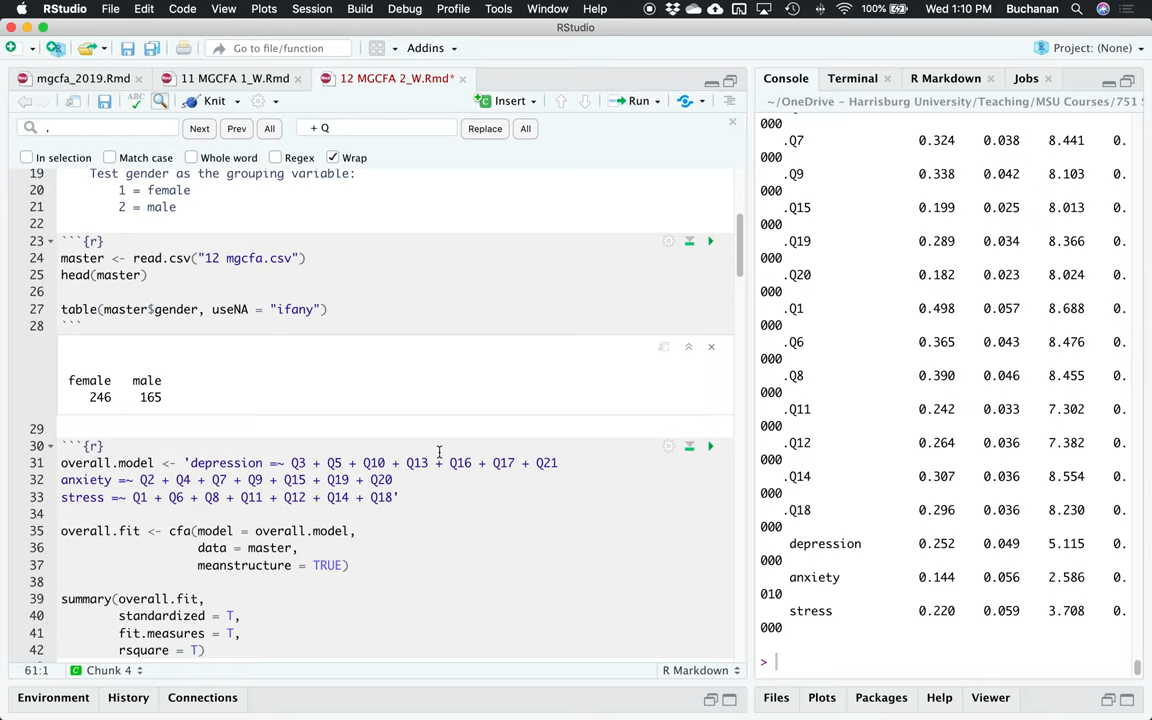 RStudio File Edit Code View Plots Session Build Debug Profile Tools Window Help 100% Wed 1:10 PM Buchanan
RStudio
Go to file/function Addins Project: (None)
mgcfa_2019.Rmd 11 MGCFA 1_W.Rmd 12 MGCFA 2_W.Rmd*
Knit Insert Run
, Next Prev All + Q Replace All
In selection Match case Whole word Regex Wrap
19 Test gender as the grouping variable:
20 1 = female
21 2 = male
22
23 ```{r}
24 master <- read.csv("12 mgcfa.csv")
25 head(master)
26
27 table(master$gender, useNA = "ifany")
28 ```
female male
246 165
29
30 ```{r}
31 overall.model <- 'depression =~ Q3 + Q5 + Q10 + Q13 + Q16 + Q17 + Q21
32 anxiety =~ Q2 + Q4 + Q7 + Q9 + Q15 + Q19 + Q20
33 stress =~ Q1 + Q6 + Q8 + Q11 + Q12 + Q14 + Q18'
34
35 overall.fit <- cfa(model = overall.model,
36 data = master,
37 meanstructure = TRUE)
38
39 summary(overall.fit,
40 standardized = T,
41 fit.measures = T,
42 rsquare = T)
61:1 Chunk 4 R Markdown
Environment History Connections
Console Terminal R Markdown Jobs
~/OneDrive - Harrisburg University/Teaching/MSU Courses/751 S
000
.Q7 0.324 0.038 8.441 0.
000
.Q9 0.338 0.042 8.103 0.
000
.Q15 0.199 0.025 8.013 0.
000
.Q19 0.289 0.034 8.366 0.
000
.Q20 0.182 0.023 8.024 0.
000
.Q1 0.498 0.057 8.688 0.
000
.Q6 0.365 0.043 8.476 0.
000
.Q8 0.390 0.046 8.455 0.
000
.Q11 0.242 0.033 7.302 0.
000
.Q12 0.264 0.036 7.382 0.
000
.Q14 0.307 0.036 8.554 0.
000
.Q18 0.296 0.036 8.230 0.
000
depression 0.252 0.049 5.115 0.
000
anxiety 0.144 0.056 2.586 0.
010
stress 0.220 0.059 3.708 0.
000
>
Files Plots Packages Help Viewer